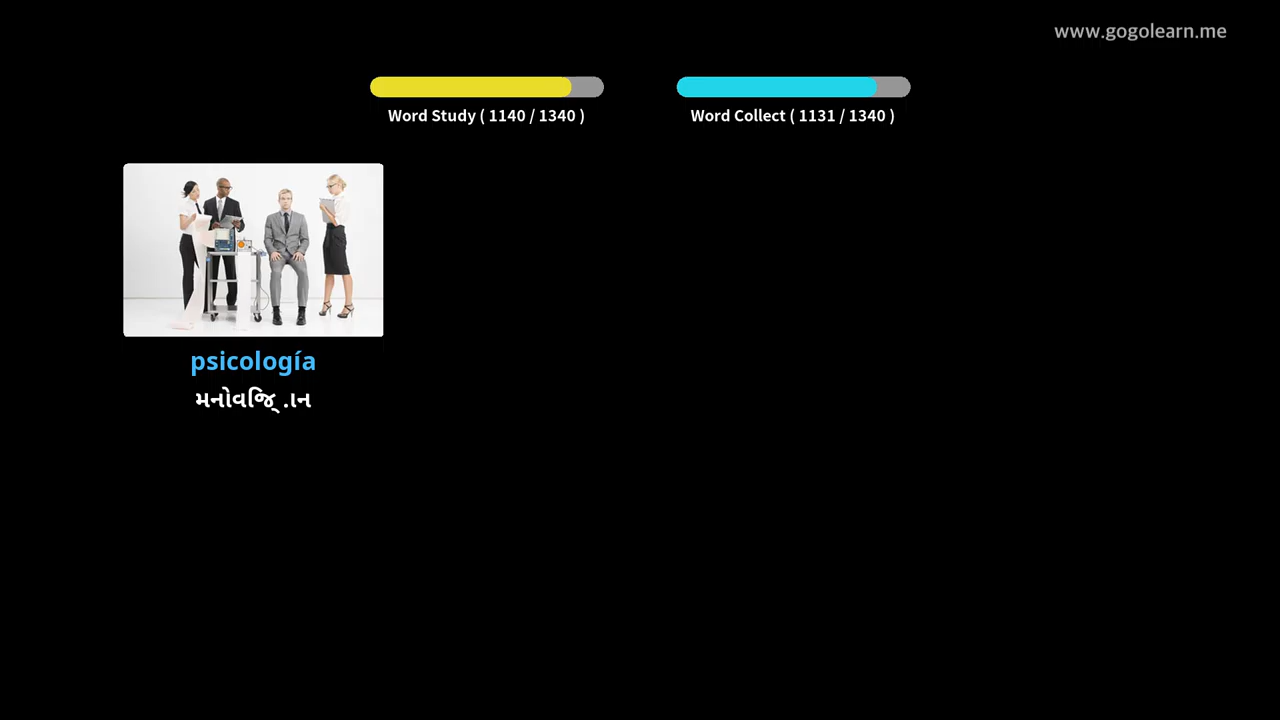 www.gogolearn.me
Word Study ( 1140 / 1340 )
Word Collect ( 1131 / 1340 )
psicología
મનોવજ્િ .ાન